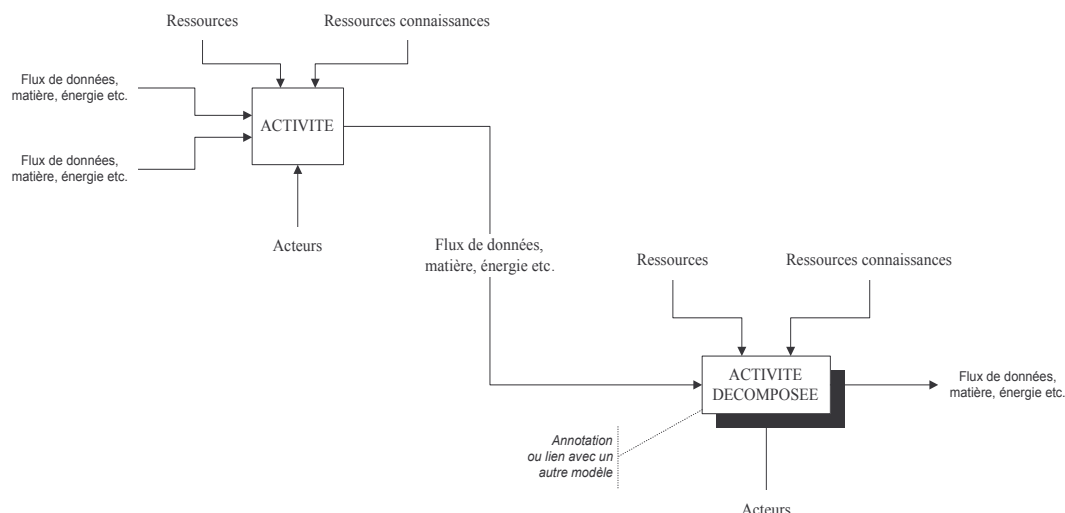 Ressources
Ressources connaissances
Flux de données,
matière, énergie etc.
ACTIVITE
Flux de données,
matière, énergie etc.
Acteurs
Flux de données,
matière, énergie etc.
Ressources
Ressources connaissances
ACTIVITE
DECOMPOSEE
Flux de données,
matière, énergie etc.
Annotation
ou lien avec un
autre modèle
Acteurs